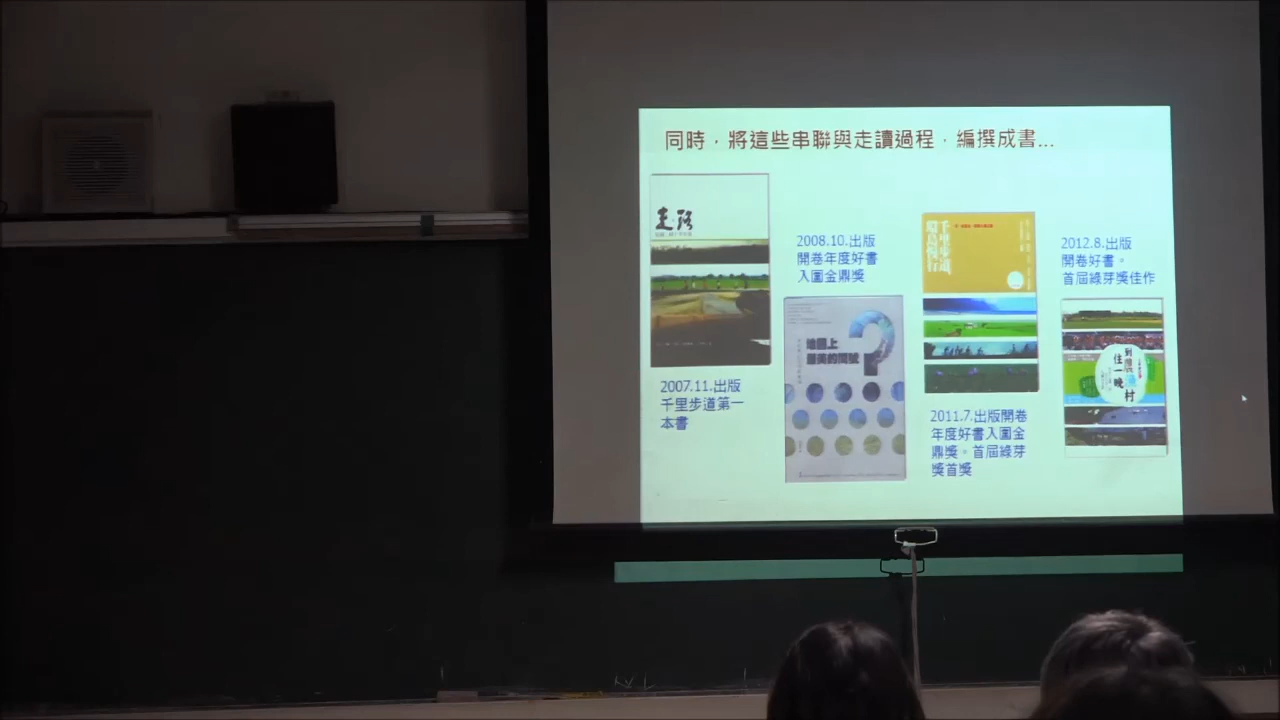 同時，將這些串聯與走讀過程，編撰成書...
走路
2007.11.出版
千里步道第一
本書
2008.10.出版
開卷年度好書
入圍金鼎獎
地圖上
最美的問號
?
千里步道，
環島慢行
2011.7.出版開卷
年度好書入圍金
鼎獎。首屆綠芽
獎首獎
2012.8.出版
開卷好書。
首屆綠芽獎佳作
到農漁村
住一晚